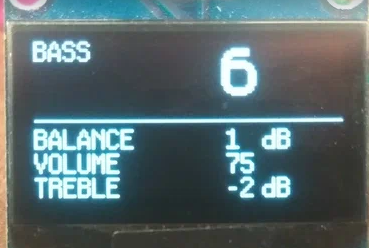 BASS 6
BALANCE 1 dB
VOLUME 75
TREBLE -2 dB